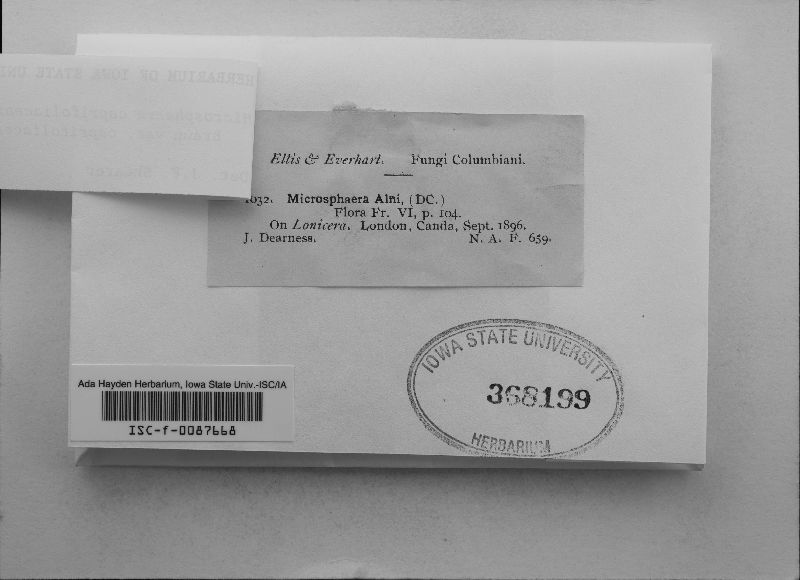 Ellis & Everhart. Fungi Columbiani.
1032. Microsphaera Alni, (DC.)
Flora Fr. VI, p. 104.
On Lonicera. London, Canda, Sept. 1896.
J. Dearness. N. A. F. 659.
IOWA STATE UNIVERSITY
368199
HERBARIUM
Ada Hayden Herbarium, Iowa State Univ.-ISC/IA
ISC-f-0087668
HERBARIUM OF IOWA STATE UNI
Microsphaera caprifoliacea
braun var. caprifoliacea
Det. J.F. Shearer